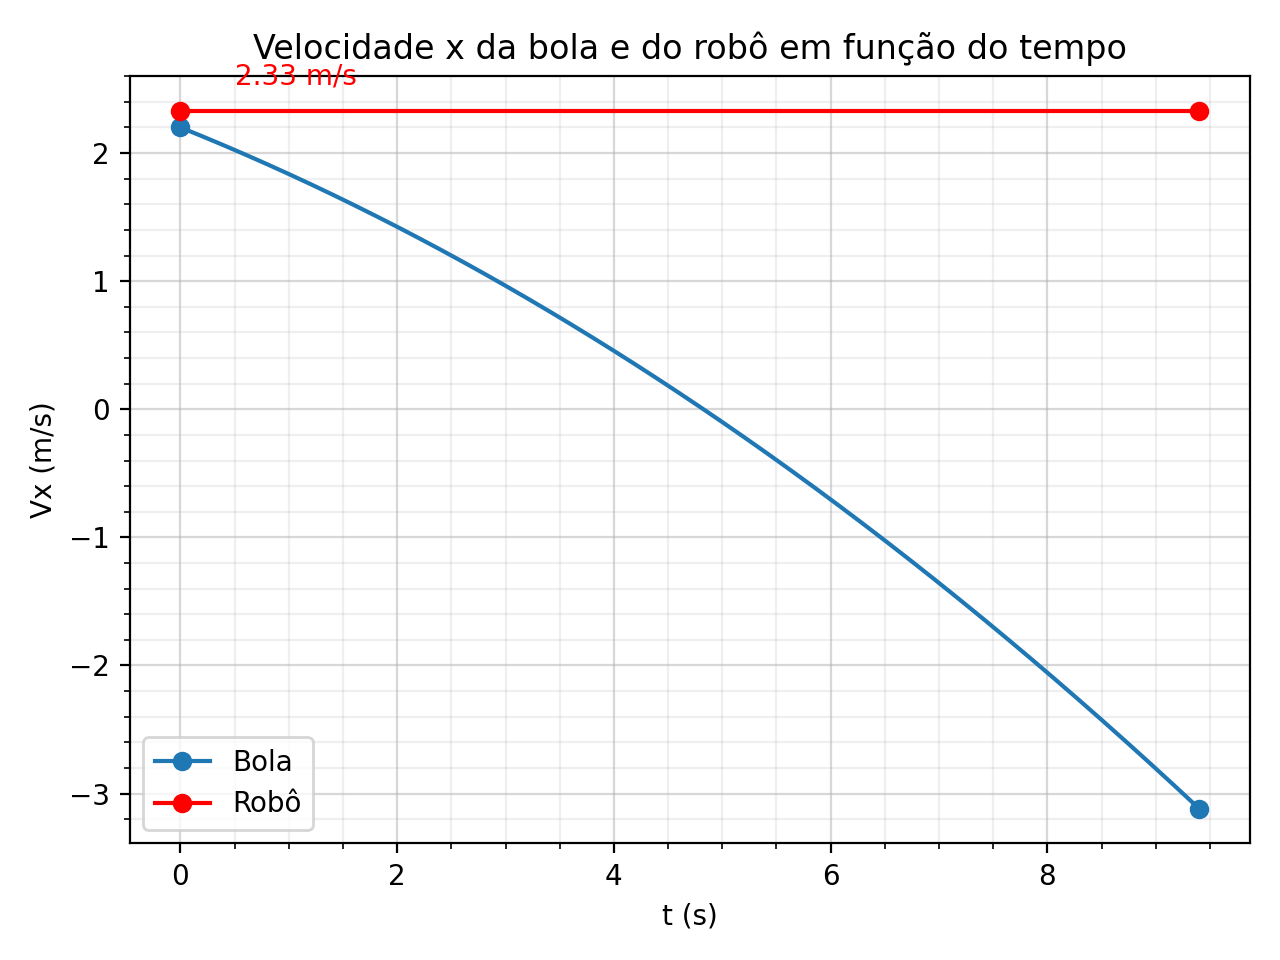 Velocidade x da bola e do robô em função do tempo
2.33 m/s
2
1
0
−1
−2
−3
Vx (m/s)
Bola
Robô
0 2 4 6 8
t (s)